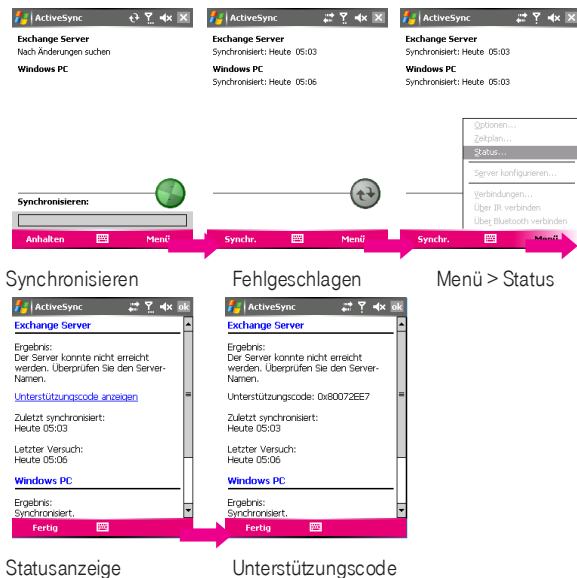 ActiveSync
Exchange Server
Nach Änderungen suchen
Windows PC
Synchronisieren:
Anhalten Menü
ActiveSync
Exchange Server
Synchronisiert: Heute 05:03
Windows PC
Synchronisiert: Heute 05:06
Synchr. Menü
ActiveSync
Exchange Server
Synchronisiert: Heute 05:03
Windows PC
Synchronisiert: Heute 05:03
Optionen...
Zeitplan...
Status...
Server konfigurieren...
Verbindungen...
Über IR verbinden
Über Bluetooth verbinden
Synchr. Menü
Synchronisieren
Fehlgeschlagen
Menü > Status
ActiveSync ok
Exchange Server
Ergebnis:
Der Server konnte nicht erreicht
werden. Überprüfen Sie den Server-
Namen.
Unterstützungscode anzeigen
Zuletzt synchronisiert:
Heute 05:03
Letzter Versuch:
Heute 05:06
Windows PC
Ergebnis:
Synchronisiert.
Fertig
ActiveSync ok
Exchange Server
Ergebnis:
Der Server konnte nicht erreicht
werden. Überprüfen Sie den Server-
Namen.
Unterstützungscode: 0x80072EE7
Zuletzt synchronisiert:
Heute 05:03
Letzter Versuch:
Heute 05:06
Windows PC
Ergebnis:
Synchronisiert.
Fertig
Statusanzeige
Unterstützungscode